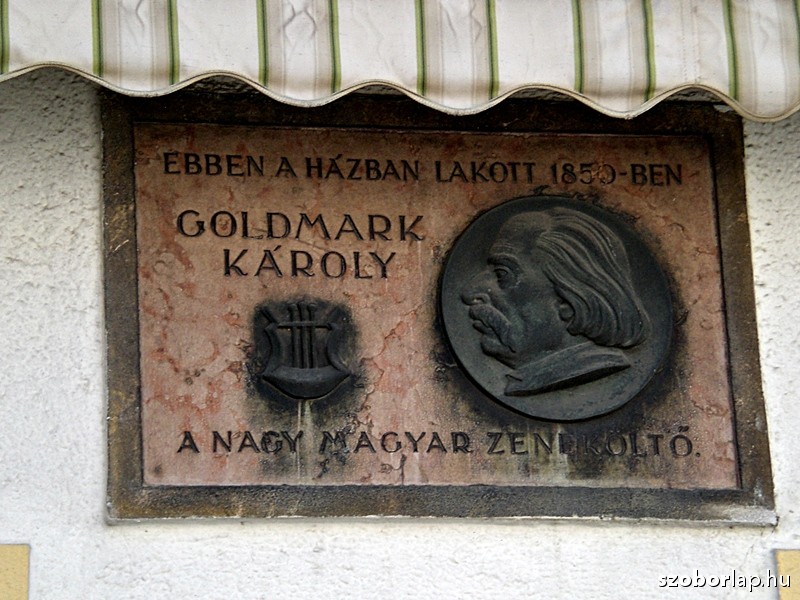 EBBEN A HÁZBAN LAKOTT 1850-BEN
GOLDMARK
KÁROLY
A NAGY MAGYAR ZENEKÖLTŐ.
szoborlap.hu